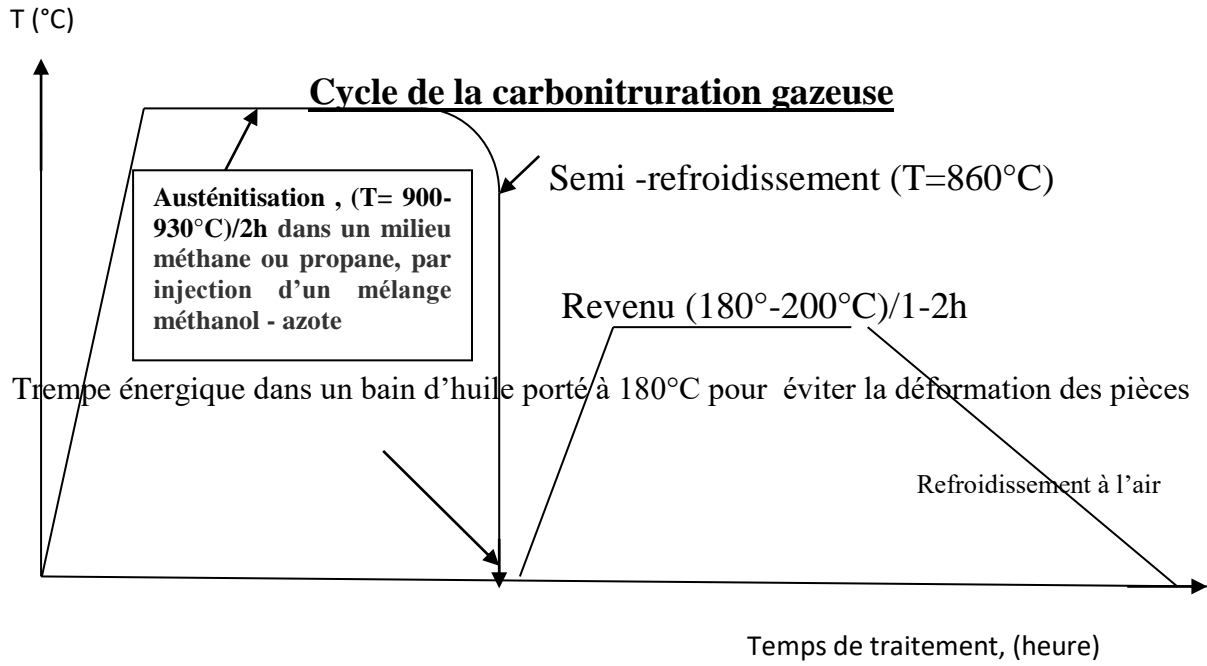 T (°C)
Cycle de la carbonitruration gazeuse
Semi -refroidissement (T=860°C)
Austénitisation , (T= 900-
930°C)/2h dans un milieu
méthane ou propane, par
injection d’un mélange
méthanol - azote
Revenu (180°-200°C)/1-2h
Trempe énergique dans un bain d’huile porté à 180°C pour  éviter la déformation des pièces
Refroidissement à l’air
Temps de traitement, (heure)